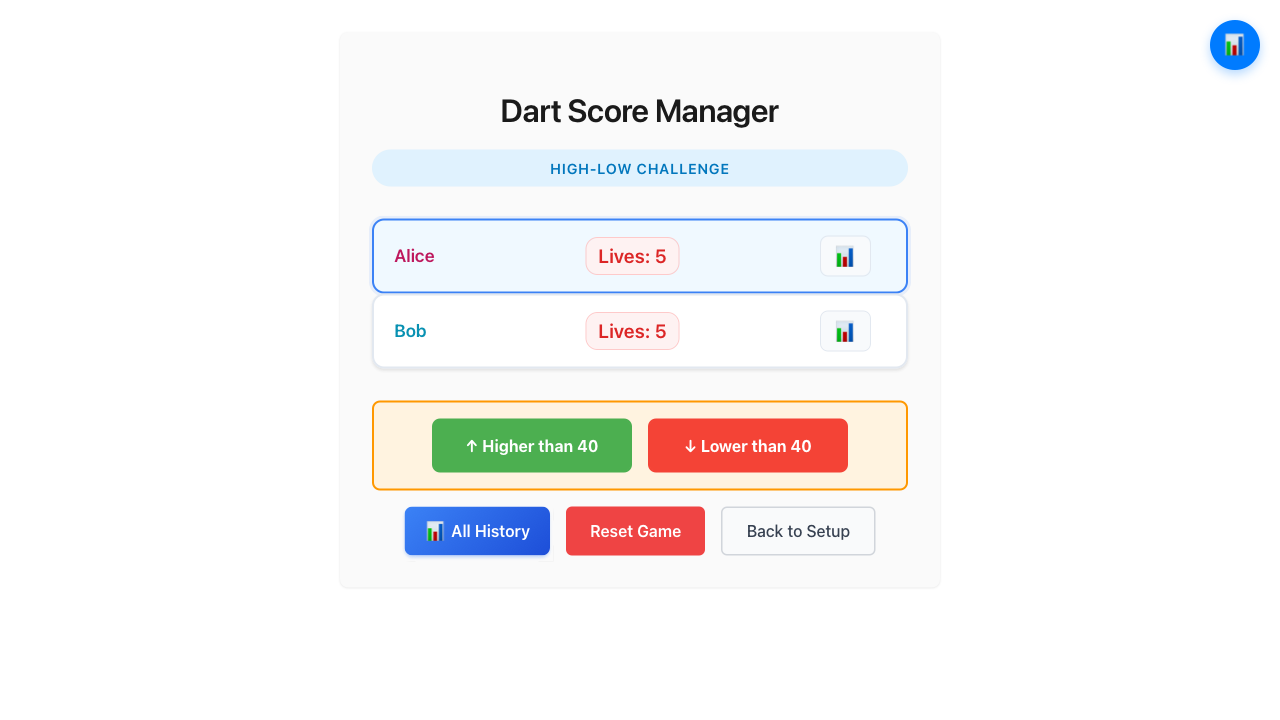 Dart Score Manager
HIGH-LOW CHALLENGE
Alice Lives: 5
Bob Lives: 5
↑ Higher than 40 ↓ Lower than 40
All History Reset Game Back to Setup